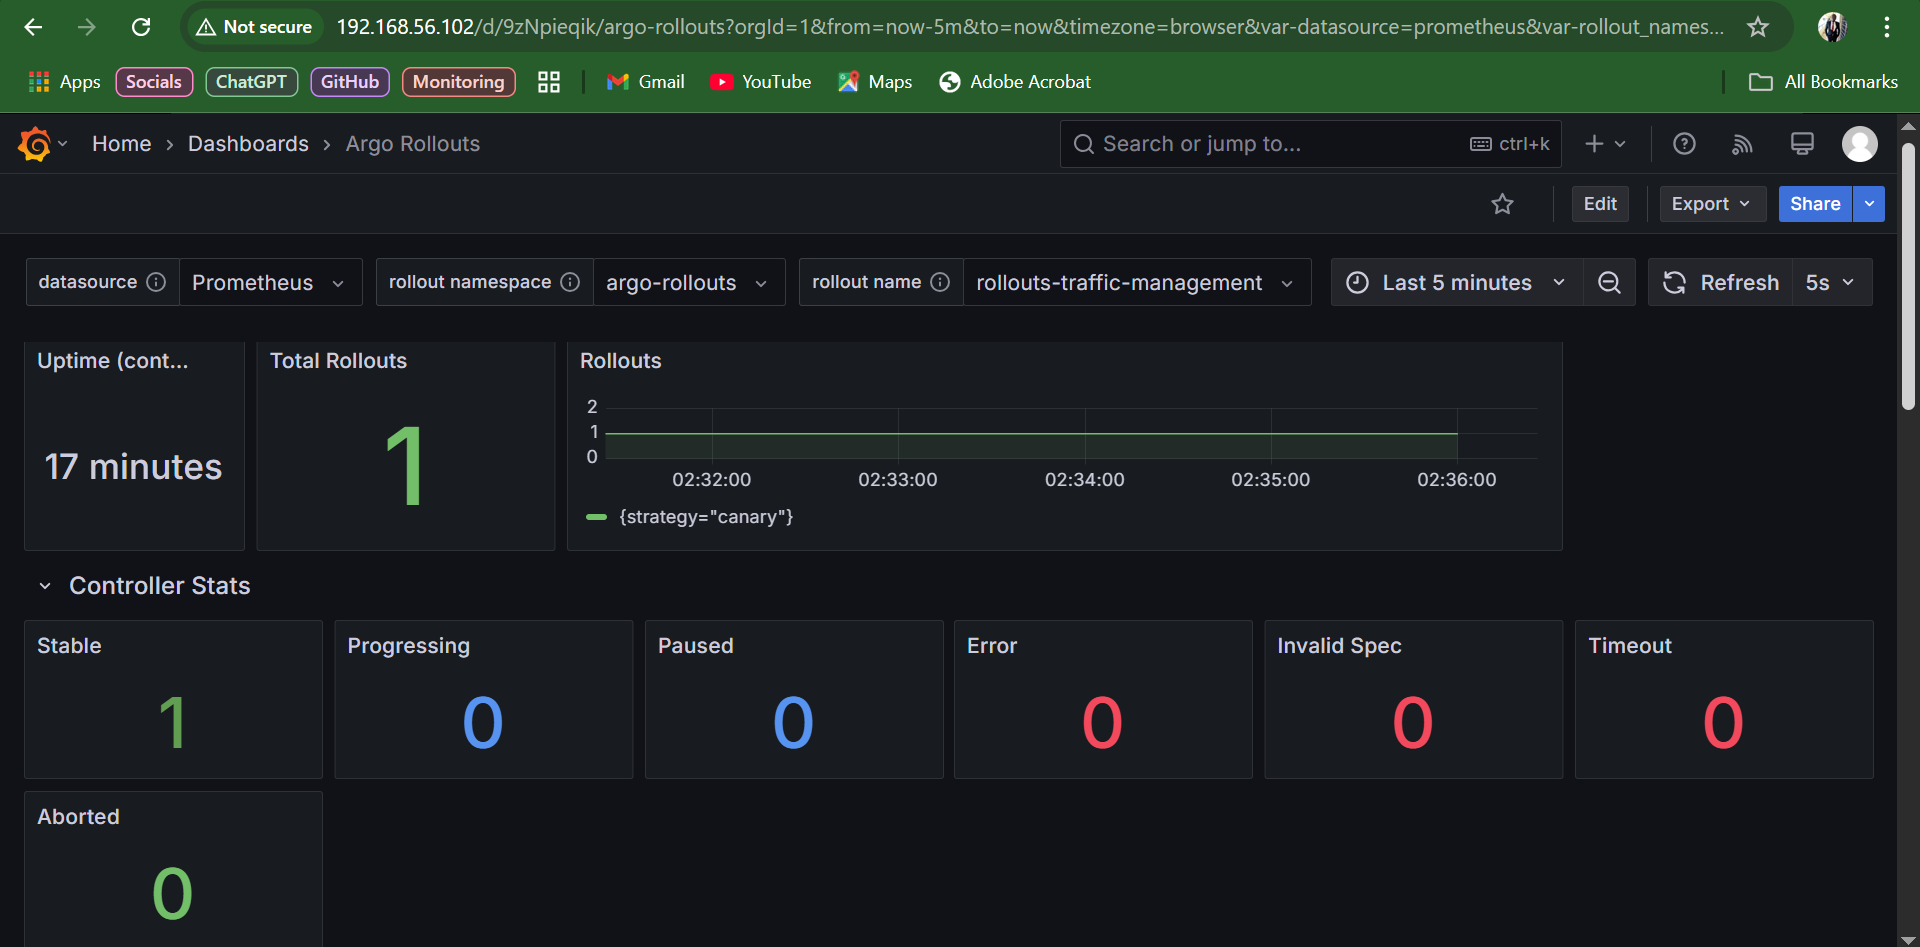 Not secure 192.168.56.102/d/9zNpieqik/argo-rollouts?orgId=1&from=now-5m&to=now&timezone=browser&var-datasource=prometheus&var-rollout_names...
Apps Socials ChatGPT GitHub Monitoring Gmail YouTube Maps Adobe Acrobat All Bookmarks
Home › Dashboards › Argo Rollouts Search or jump to... ctrl+k
Edit Export Share
datasource Prometheus rollout namespace argo-rollouts rollout name rollouts-traffic-management Last 5 minutes Refresh 5s
Uptime (cont... Total Rollouts Rollouts
17 minutes
1
2
1
0
02:32:00 02:33:00 02:34:00 02:35:00 02:36:00
{strategy="canary"}
Controller Stats
Stable Progressing Paused Error Invalid Spec Timeout
1 0 0 0 0 0
Aborted
0